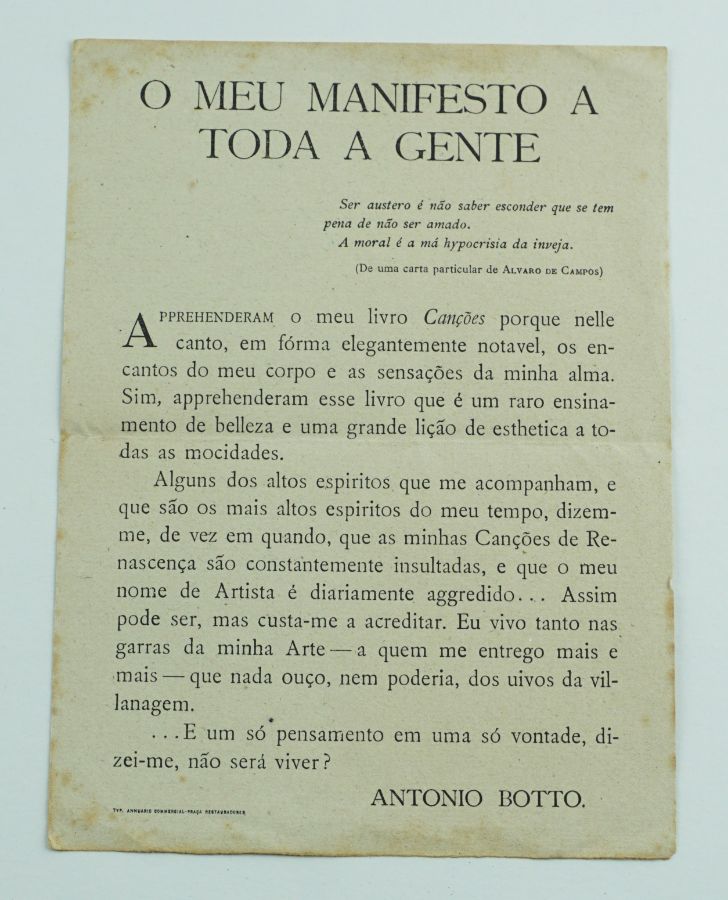 O MEU MANIFESTO A
TODA A GENTE
Ser austero é não saber esconder que se tem
pena de não ser amado.
A moral é a má hypocrisia da inveja.
(De uma carta particular de ALVARO DE CAMPOS)
APPREHENDERAM o meu livro Canções porque nelle
canto, em fórma elegantemente notavel, os en-
cantos do meu corpo e as sensações da minha alma.
Sim, apprehenderam esse livro que é um raro ensina-
mento de belleza e uma grande lição de esthetica a to-
das as mocidades.
Alguns dos altos espiritos que me acompanham, e
que são os mais altos espiritos do meu tempo, dizem-
me, de vez em quando, que as minhas Canções de Re-
nascença são constantemente insultadas, e que o meu
nome de Artista é diariamente aggredido... Assim
pode ser, mas custa-me a acreditar. Eu vivo tanto nas
garras da minha Arte — a quem me entrego mais e
mais — que nada ouço, nem poderia, dos uivos da vil-
lanagem.
...E um só pensamento em uma só vontade, di-
zei-me, não será viver?
ANTONIO BOTTO.
TYP. ANNUARIO COMMERCIAL-PRAÇA RESTAURADORES